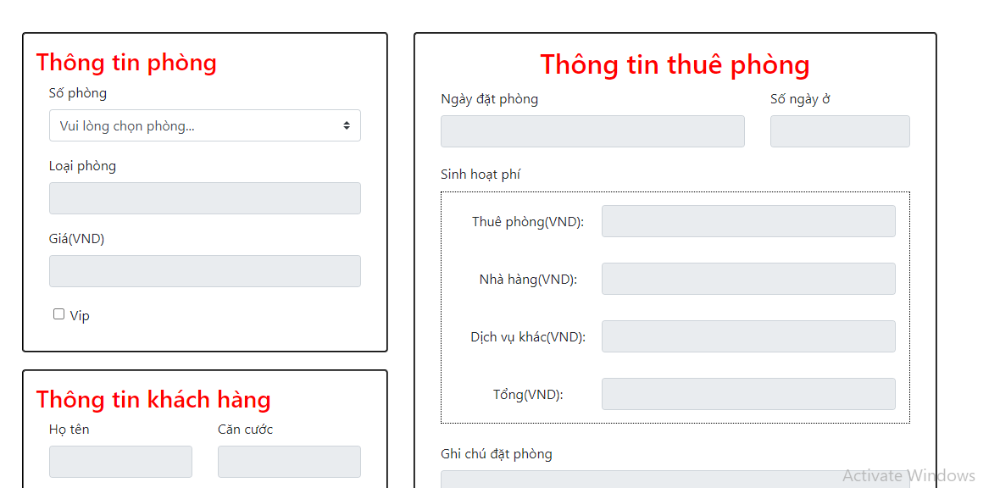 Thông tin phòng
Số phòng
Vui lòng chọn phòng...
Loại phòng
Giá(VND)
Vip
Thông tin khách hàng
Họ tên
Căn cước
Thông tin thuê phòng
Ngày đặt phòng
Số ngày ở
Sinh hoạt phí
Thuê phòng(VND):
Nhà hàng(VND):
Dịch vụ khác(VND):
Tổng(VND):
Ghi chú đặt phòng
Activate Windows